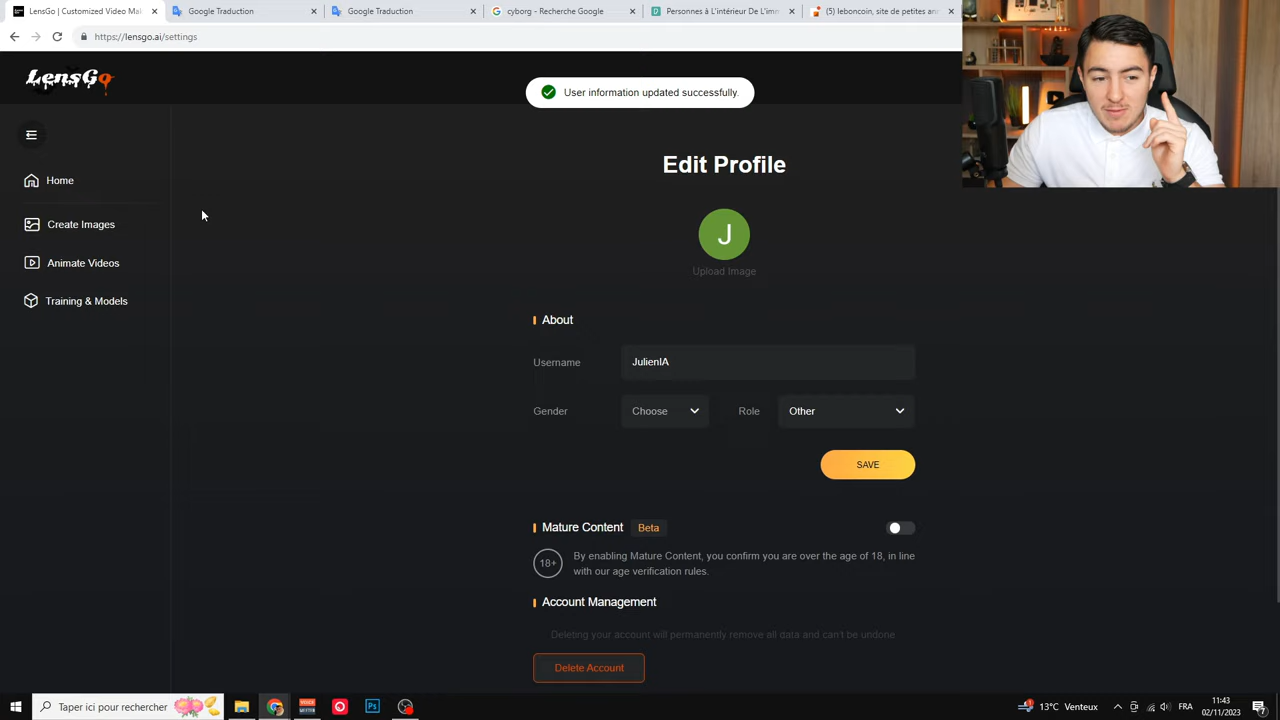 LensGo | Customized Video Mak
Google Traduction
Google Traduction
cyborg - Recherche Google
Personnes À L'intérieur De L'imm
(5) leboncoin, site de petites ann
https://lensgo.ai/settings
LensGo
User information updated successfully.
Home
Create Images
Animate Videos
Training & Models
Edit Profile
J
Upload Image
About
Username
JulienIA
Gender
Choose
Role
Other
SAVE
Mature Content
Beta
18+
By enabling Mature Content, you confirm you are over the age of 18, in line
with our age verification rules.
Account Management
Deleting your account will permanently remove all data and can't be undone
Delete Account
Taper ici pour rechercher
Ps
13°C Venteux
FRA
11:43
02/11/2023